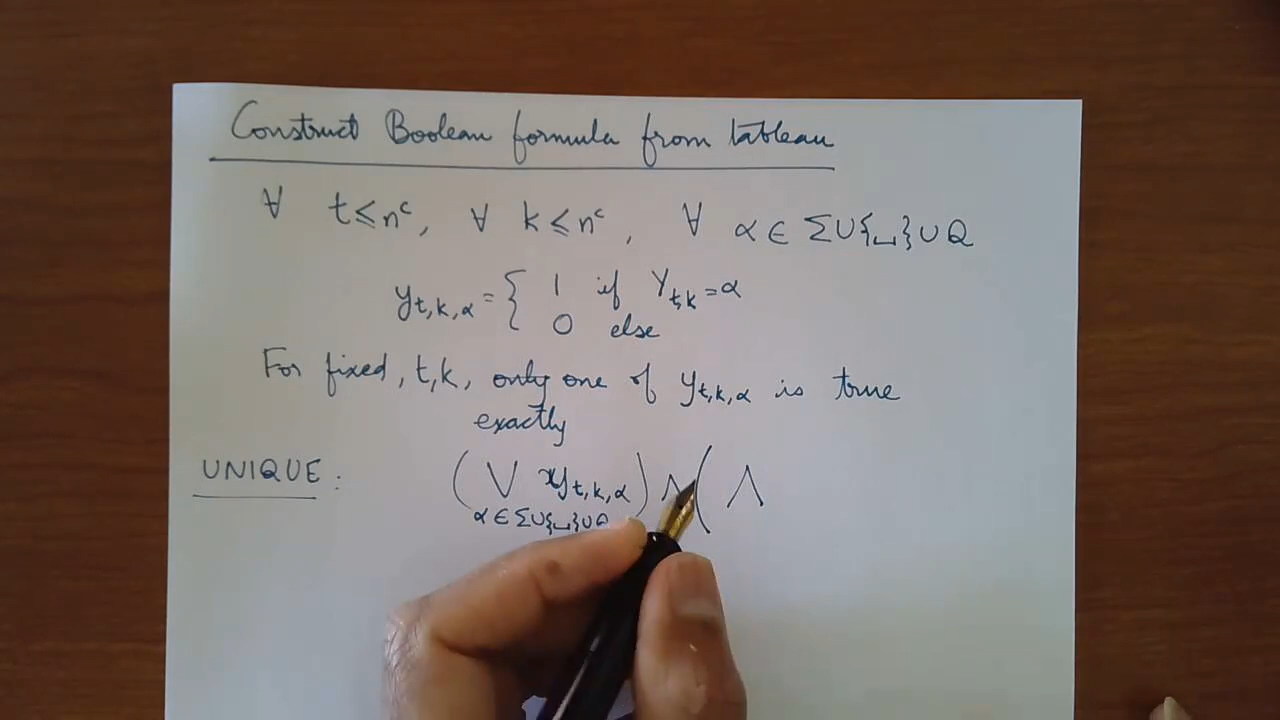 Construct Boolean formula from tableau
∀ t ≤ n^c, ∀ k ≤ n^c, ∀ α ∈ Σ∪{␣}∪Q
y_{t,k,α} = { 1 if Y_{t,k} = α
0 else
For fixed, t, k, only one of y_{t,k,α} is true
exactly
UNIQUE : ( ∨ y_{t,k,α} ) ∧ ( ∧
α ∈ Σ∪{␣}∪Q